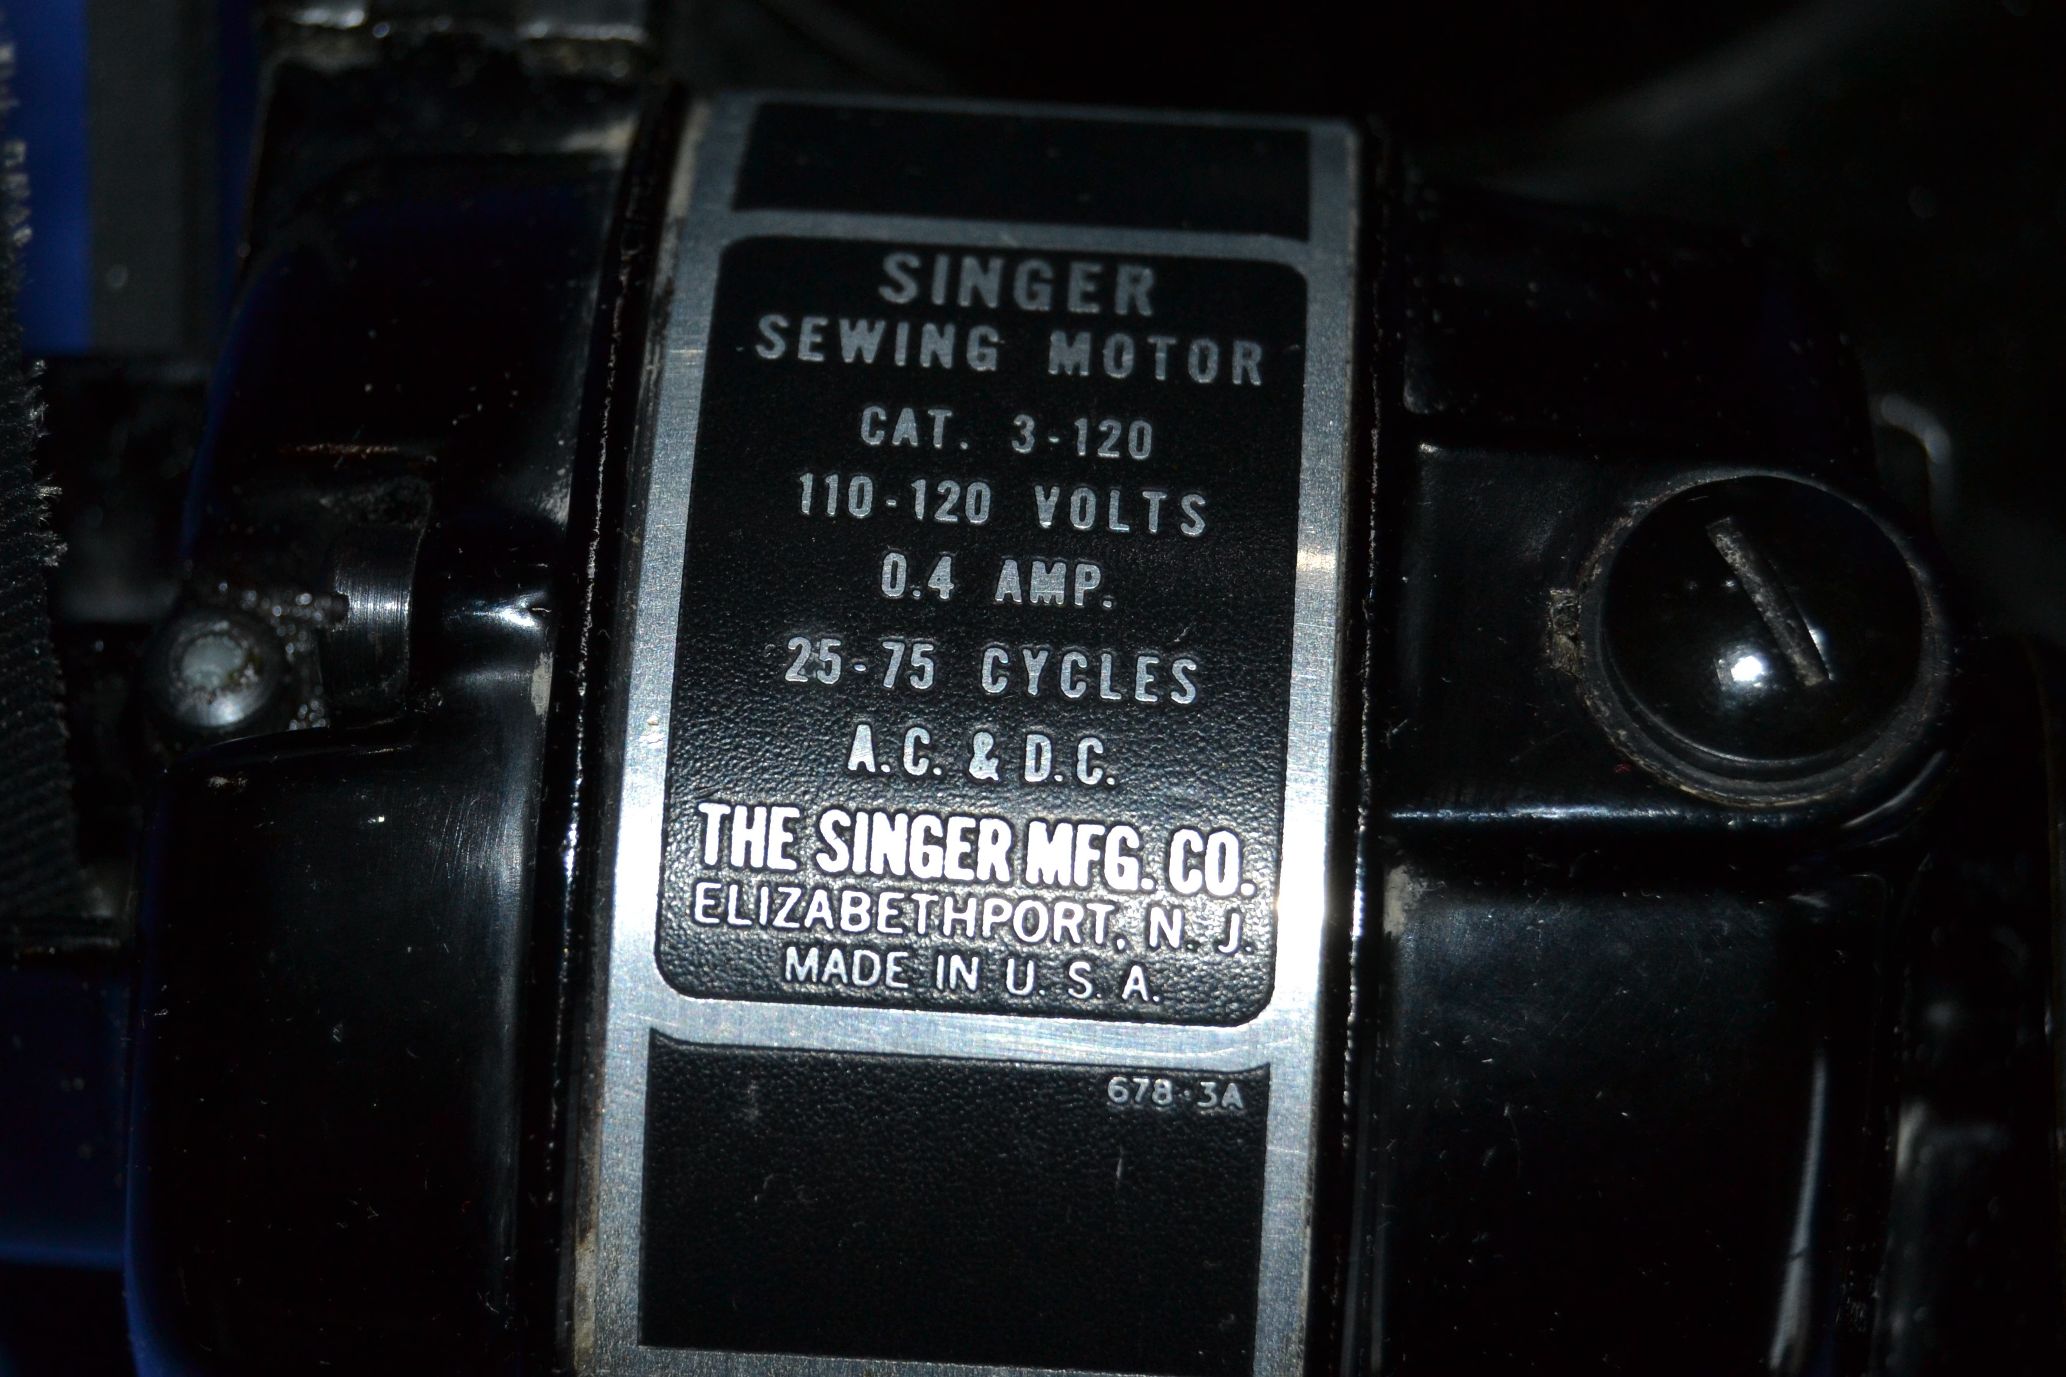 SINGER
SEWING MOTOR
CAT. 3-120
110-120 VOLTS
0.4 AMP.
25-75 CYCLES
A.C. & D.C.
THE SINGER MFG. CO.
ELIZABETHPORT, N. J.
MADE IN U. S. A.
678-3A